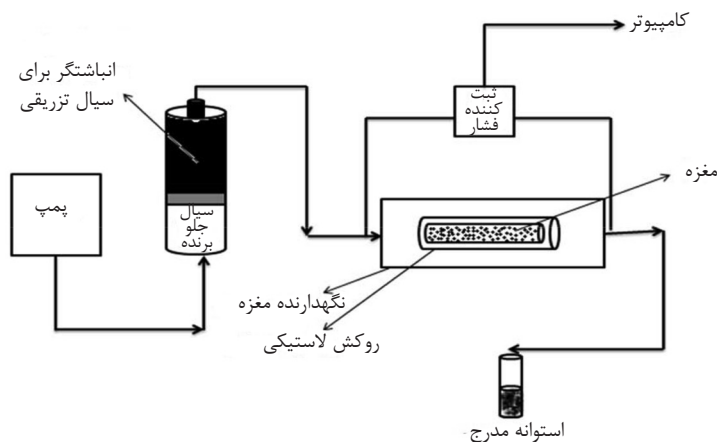 کامپیوتر
انباشتگر برای
سیال تزریقی
ثبت
کننده
فشار
مغزه
پمپ
سیال
جلو
برنده
نگهدارنده مغزه
روکش لاستیکی
استوانه مدرج